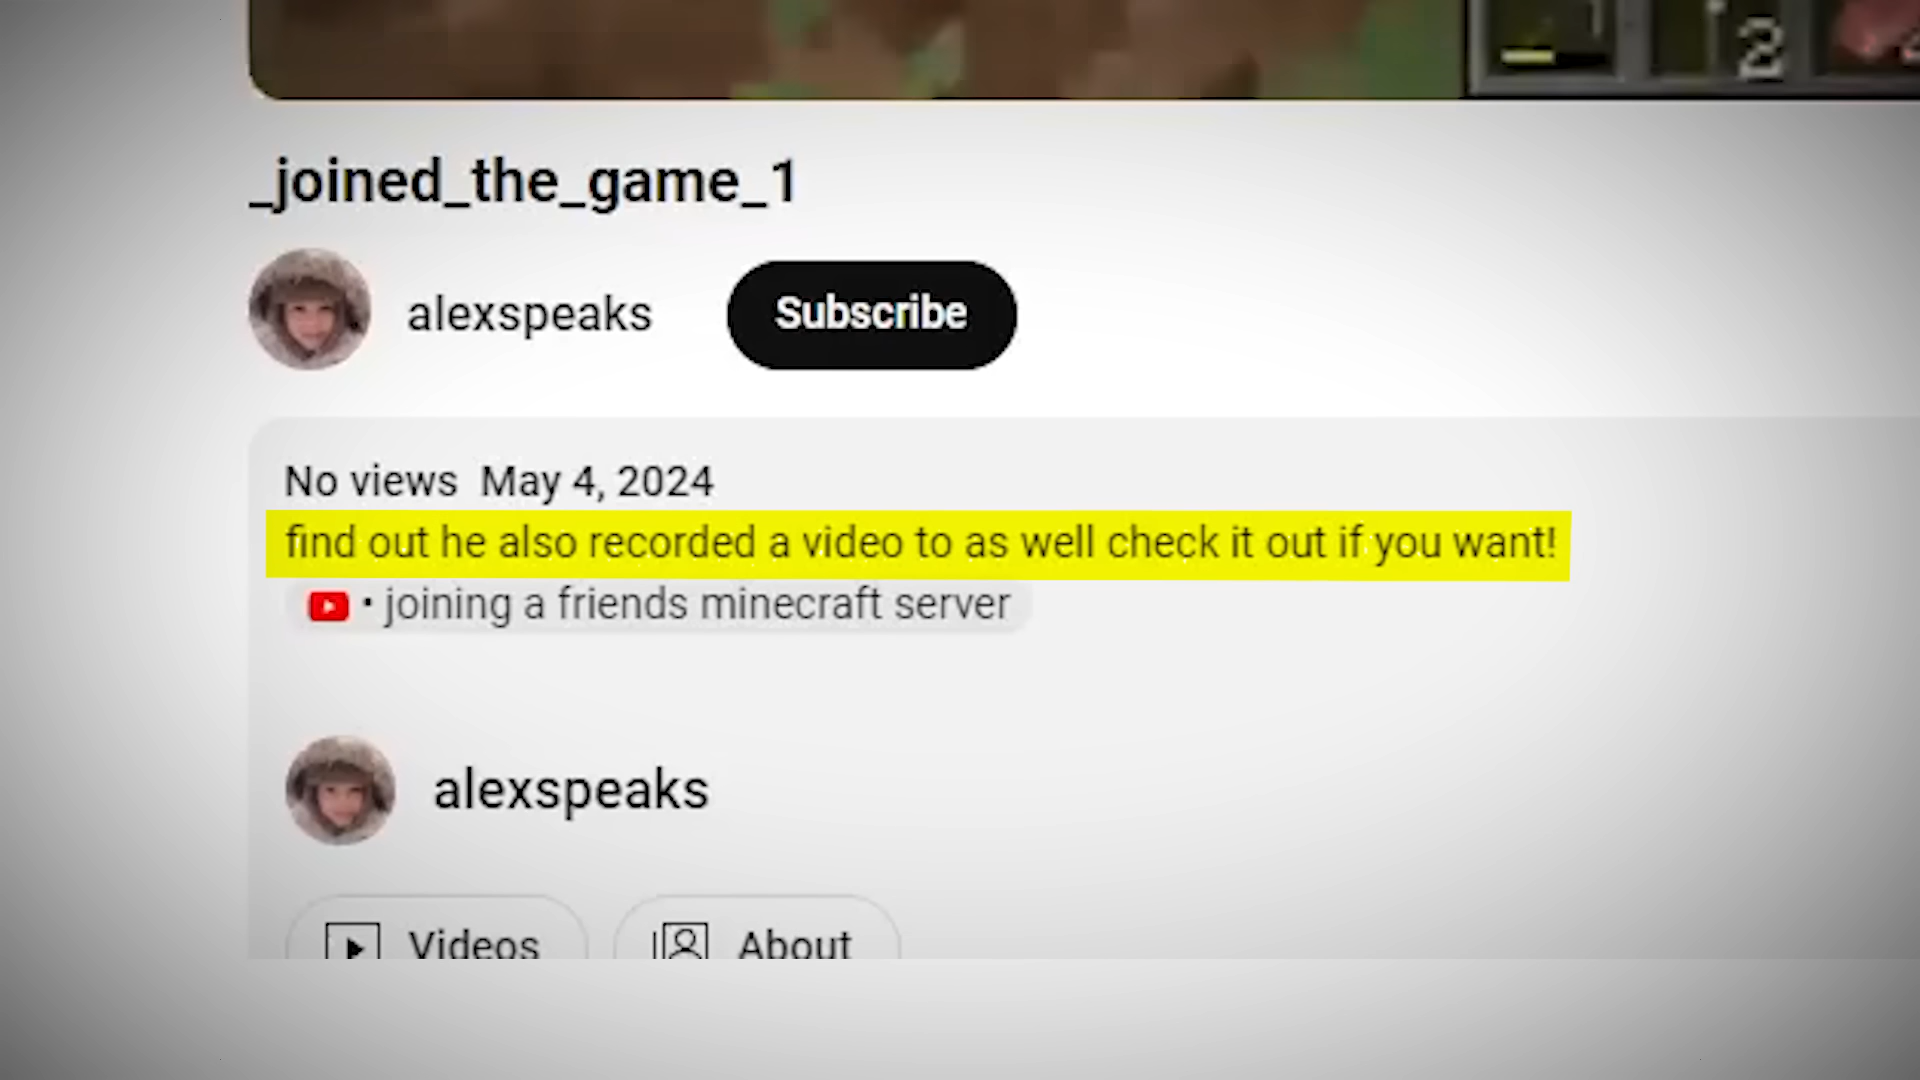 2
_joined_the_game_1
alexspeaks
Subscribe
No views May 4, 2024
find out he also recorded a video to as well check it out if you want!
• joining a friends minecraft server
alexspeaks
Videos
About